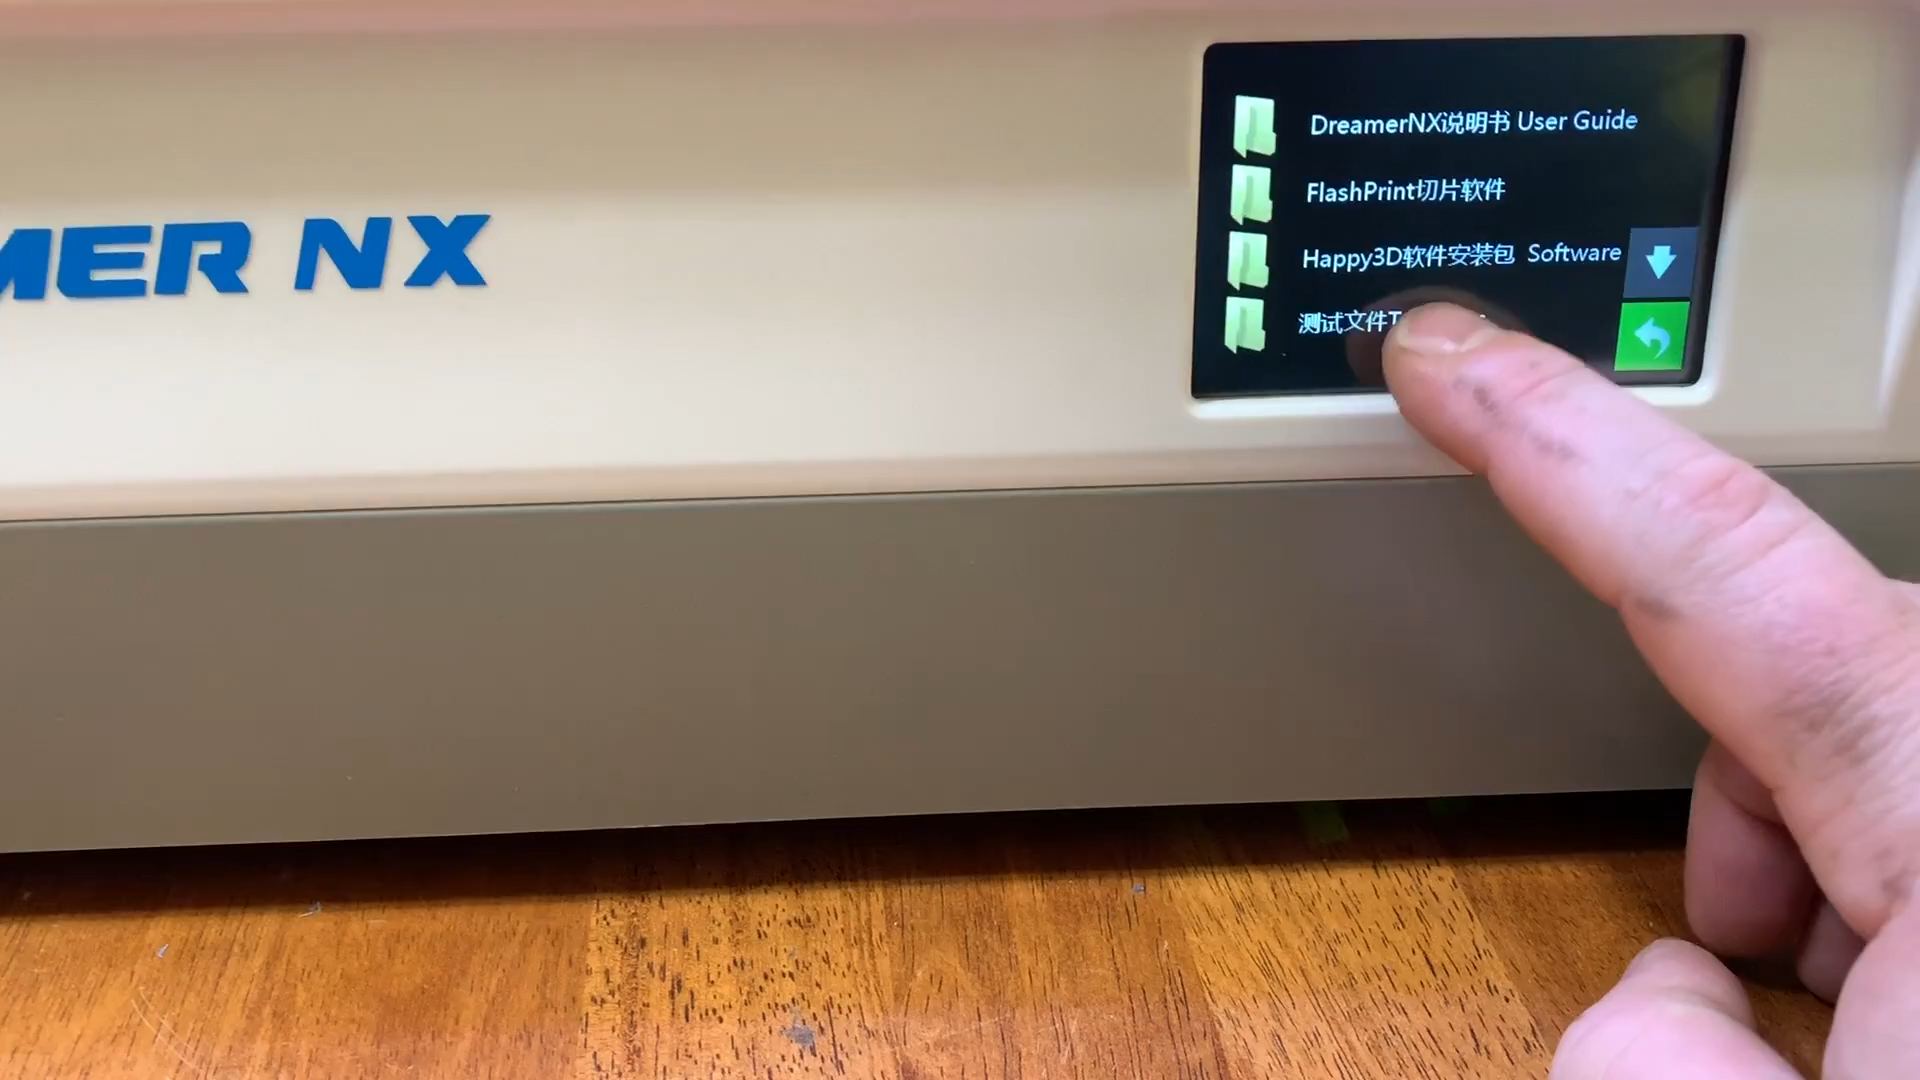 MER NX
DreamerNX说明书 User Guide
FlashPrint切片软件
Happy3D软件安装包 Software
测试文件